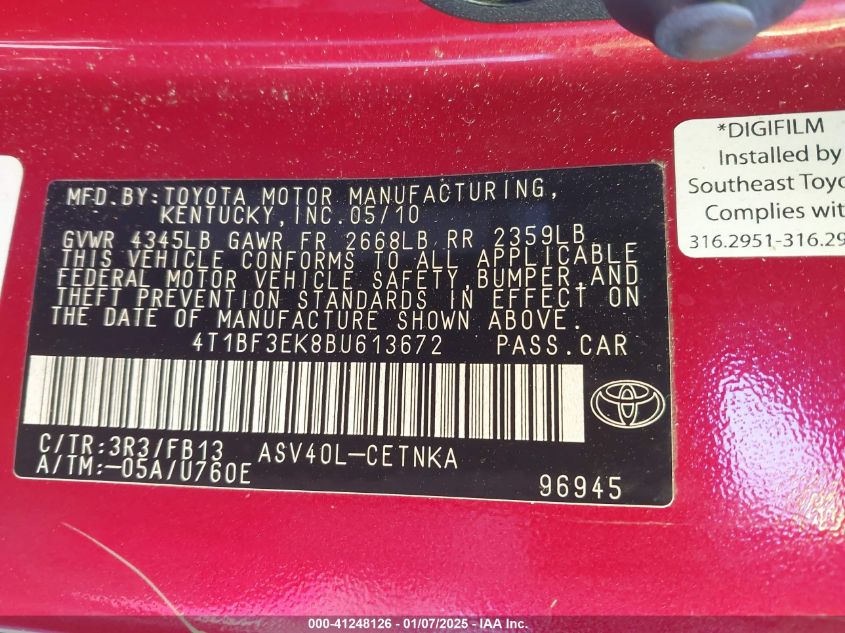 MFD.BY:TOYOTA MOTOR MANUFACTURING,
KENTUCKY,INC.05/10
GVWR 4345LB GAWR FR 2668LB RR 2359LB
THIS VEHICLE CONFORMS TO ALL APPLICABLE
FEDERAL MOTOR VEHICLE SAFETY,BUMPER,AND
THEFT PREVENTION STANDARDS IN EFFECT ON
THE DATE OF MANUFACTURE SHOWN ABOVE.
4T1BF3EK8BU613672 PASS.CAR
C/TR:3R3/FB13 ASV40L-CETNKA
A/TM:-05A/U760E
96945
*DIGIFILM
Installed by
Southeast Toyo
Complies wit
316.2951-316.29
000-41248126 - 01/07/2025 - IAA Inc.